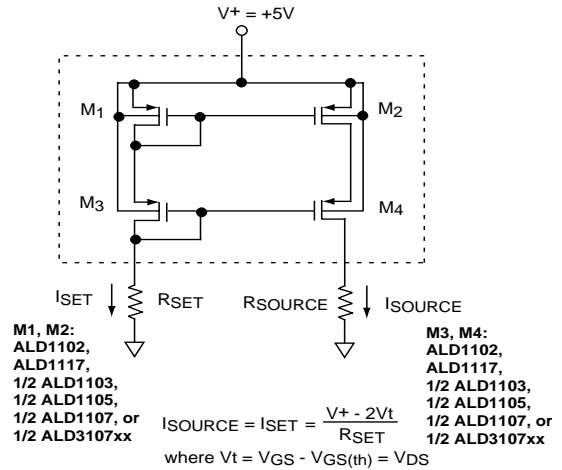 V+ = +5V
M1
M2
M3
M4
ISET
RSET
RSOURCE
ISOURCE
M1, M2:
ALD1102,
ALD1117,
1/2 ALD1103,
1/2 ALD1105,
1/2 ALD1107, or
1/2 ALD3107xx
M3, M4:
ALD1102,
ALD1117,
1/2 ALD1103,
1/2 ALD1105,
1/2 ALD1107, or
1/2 ALD3107xx
ISOURCE = ISET = V+ - 2Vt
RSET
where Vt = VGS - VGS(th) = VDS